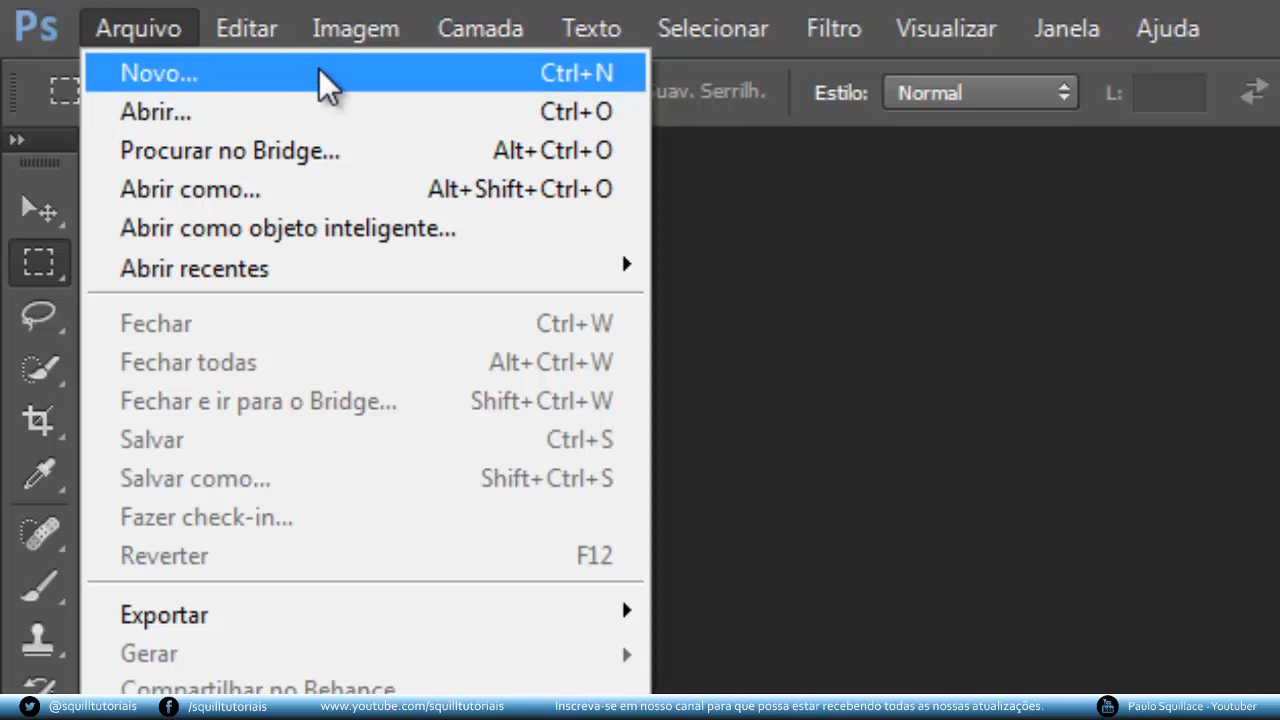 Ps Arquivo Editar Imagem Camada Texto Selecionar Filtro Visualizar Janela Ajuda
Suav. Serrilh. Estilo: Normal L:
Novo... Ctrl+N
Abrir... Ctrl+O
Procurar no Bridge... Alt+Ctrl+O
Abrir como... Alt+Shift+Ctrl+O
Abrir como objeto inteligente...
Abrir recentes
Fechar Ctrl+W
Fechar todas Alt+Ctrl+W
Fechar e ir para o Bridge... Shift+Ctrl+W
Salvar Ctrl+S
Salvar como... Shift+Ctrl+S
Fazer check-in...
Reverter F12
Exportar
Gerar
Compartilhar no Behance
@squilltutoriais /squilltutoriais www.youtube.com/squilltutoriais Inscreva-se em nosso canal para que possa estar recebendo todas as nossas atualizações. Paulo Squillace - Youtuber